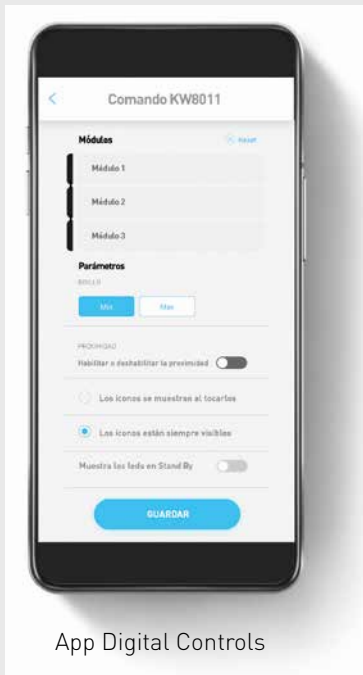 Comando KW8011
Módulos Reset
Módulo 1
Módulo 2
Módulo 3
Parámetros
BRILLO
Min Max
PROXIMIDAD
Habilitar o deshabilitar la proximidad
Los iconos se muestran al tocarlos
Los iconos están siempre visibles
Muestra los leds en Stand By
GUARDAR
App Digital Controls